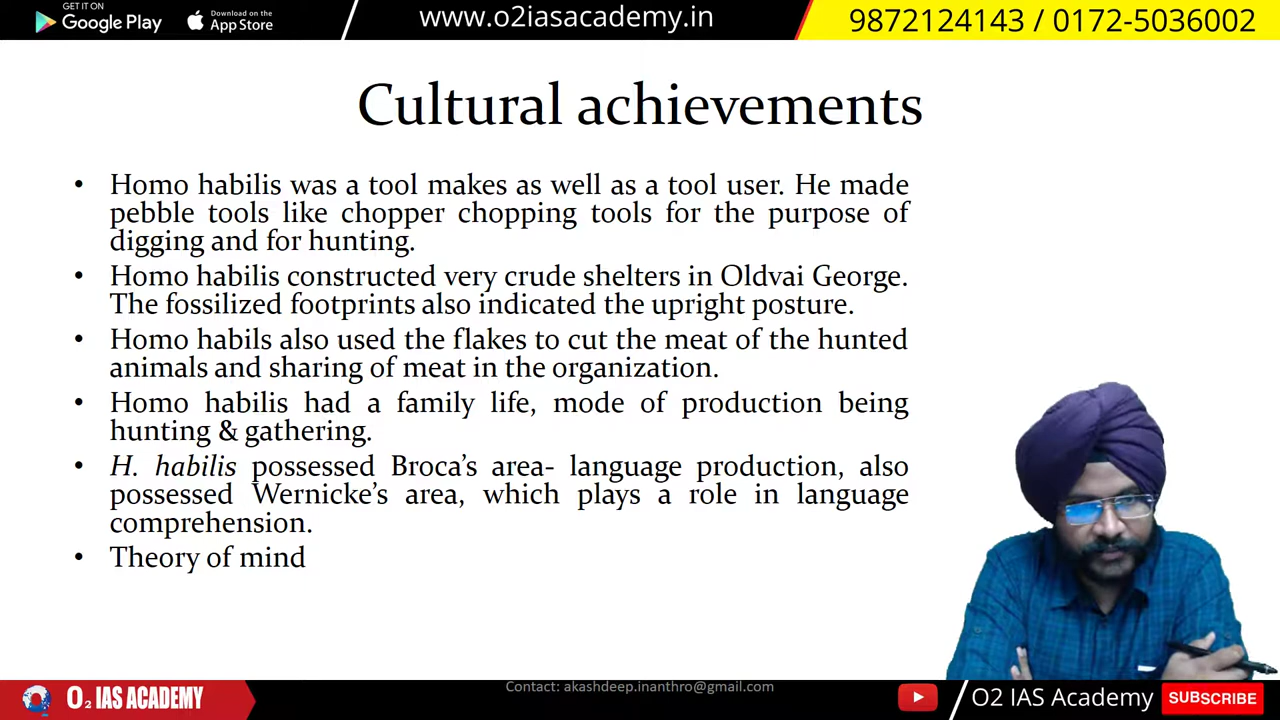 GET IT ON
Google Play
Download on the
App Store
www.o2iasacademy.in
9872124143 / 0172-5036002
Cultural achievements
• Homo habilis was a tool makes as well as a tool user. He made
pebble tools like chopper chopping tools for the purpose of
digging and for hunting.
• Homo habilis constructed very crude shelters in Oldvai George.
The fossilized footprints also indicated the upright posture.
• Homo habils also used the flakes to cut the meat of the hunted
animals and sharing of meat in the organization.
• Homo habilis had a family life, mode of production being
hunting & gathering.
• H. habilis possessed Broca's area- language production, also
possessed Wernicke's area, which plays a role in language
comprehension.
• Theory of mind
O2 IAS ACADEMY
Contact: akashdeep.inanthro@gmail.com
O2 IAS Academy
SUBSCRIBE